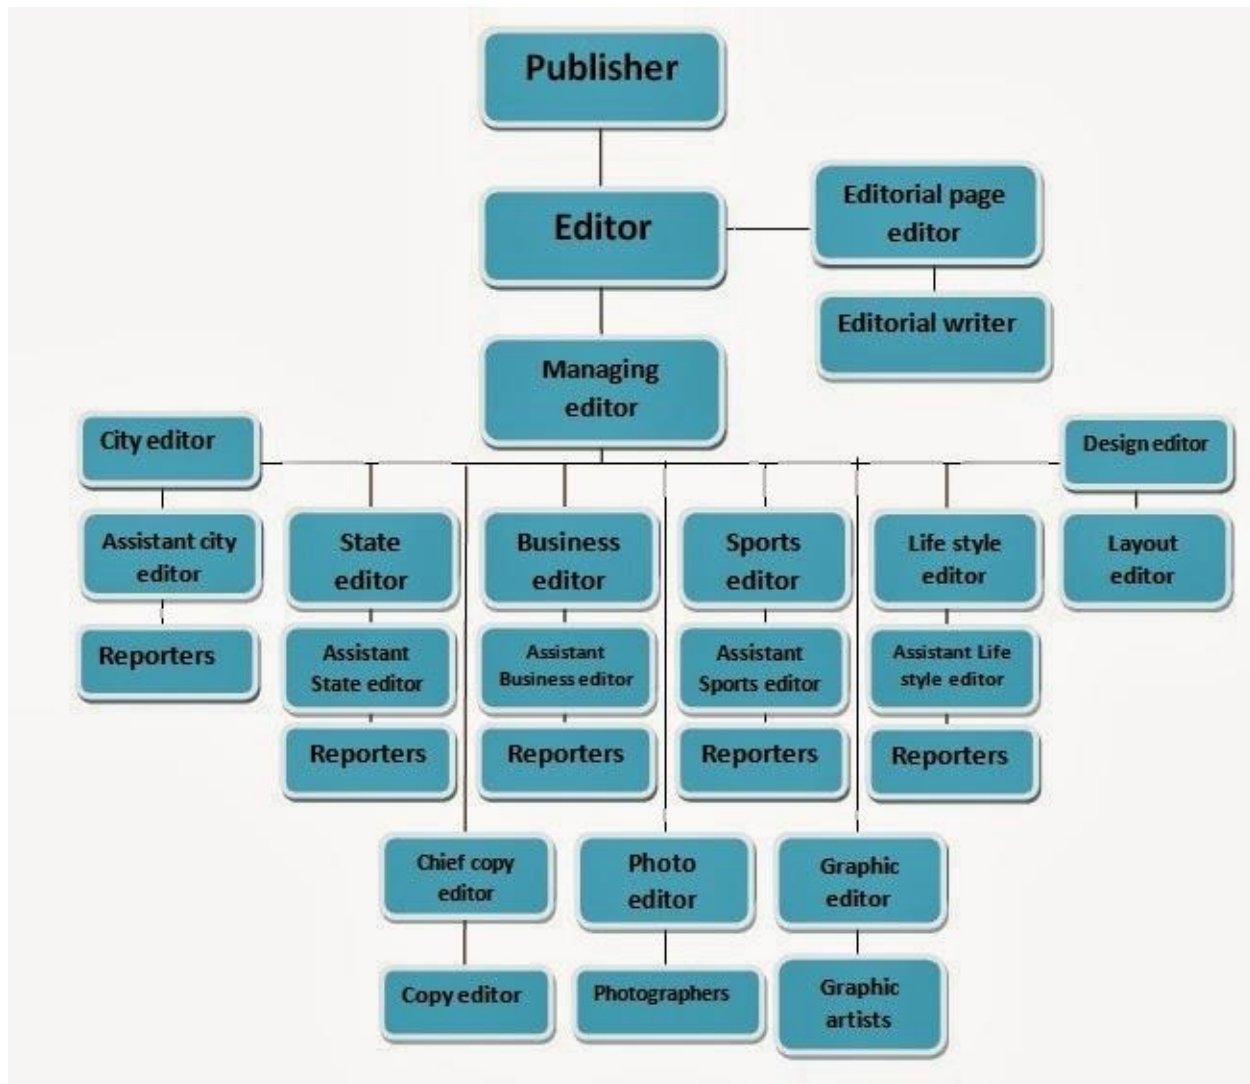 Publisher
Editor
Editorial page
editor
Editorial writer
Managing
editor
City editor
Design editor
Assistant city
editor
State
editor
Business
editor
Sports
editor
Life style
editor
Layout
editor
Reporters
Assistant
State editor
Assistant
Business editor
Assistant
Sports editor
Assistant Life
style editor
Reporters
Reporters
Reporters
Reporters
Chief copy
editor
Photo
editor
Graphic
editor
Copy editor
Photographers
Graphic
artists